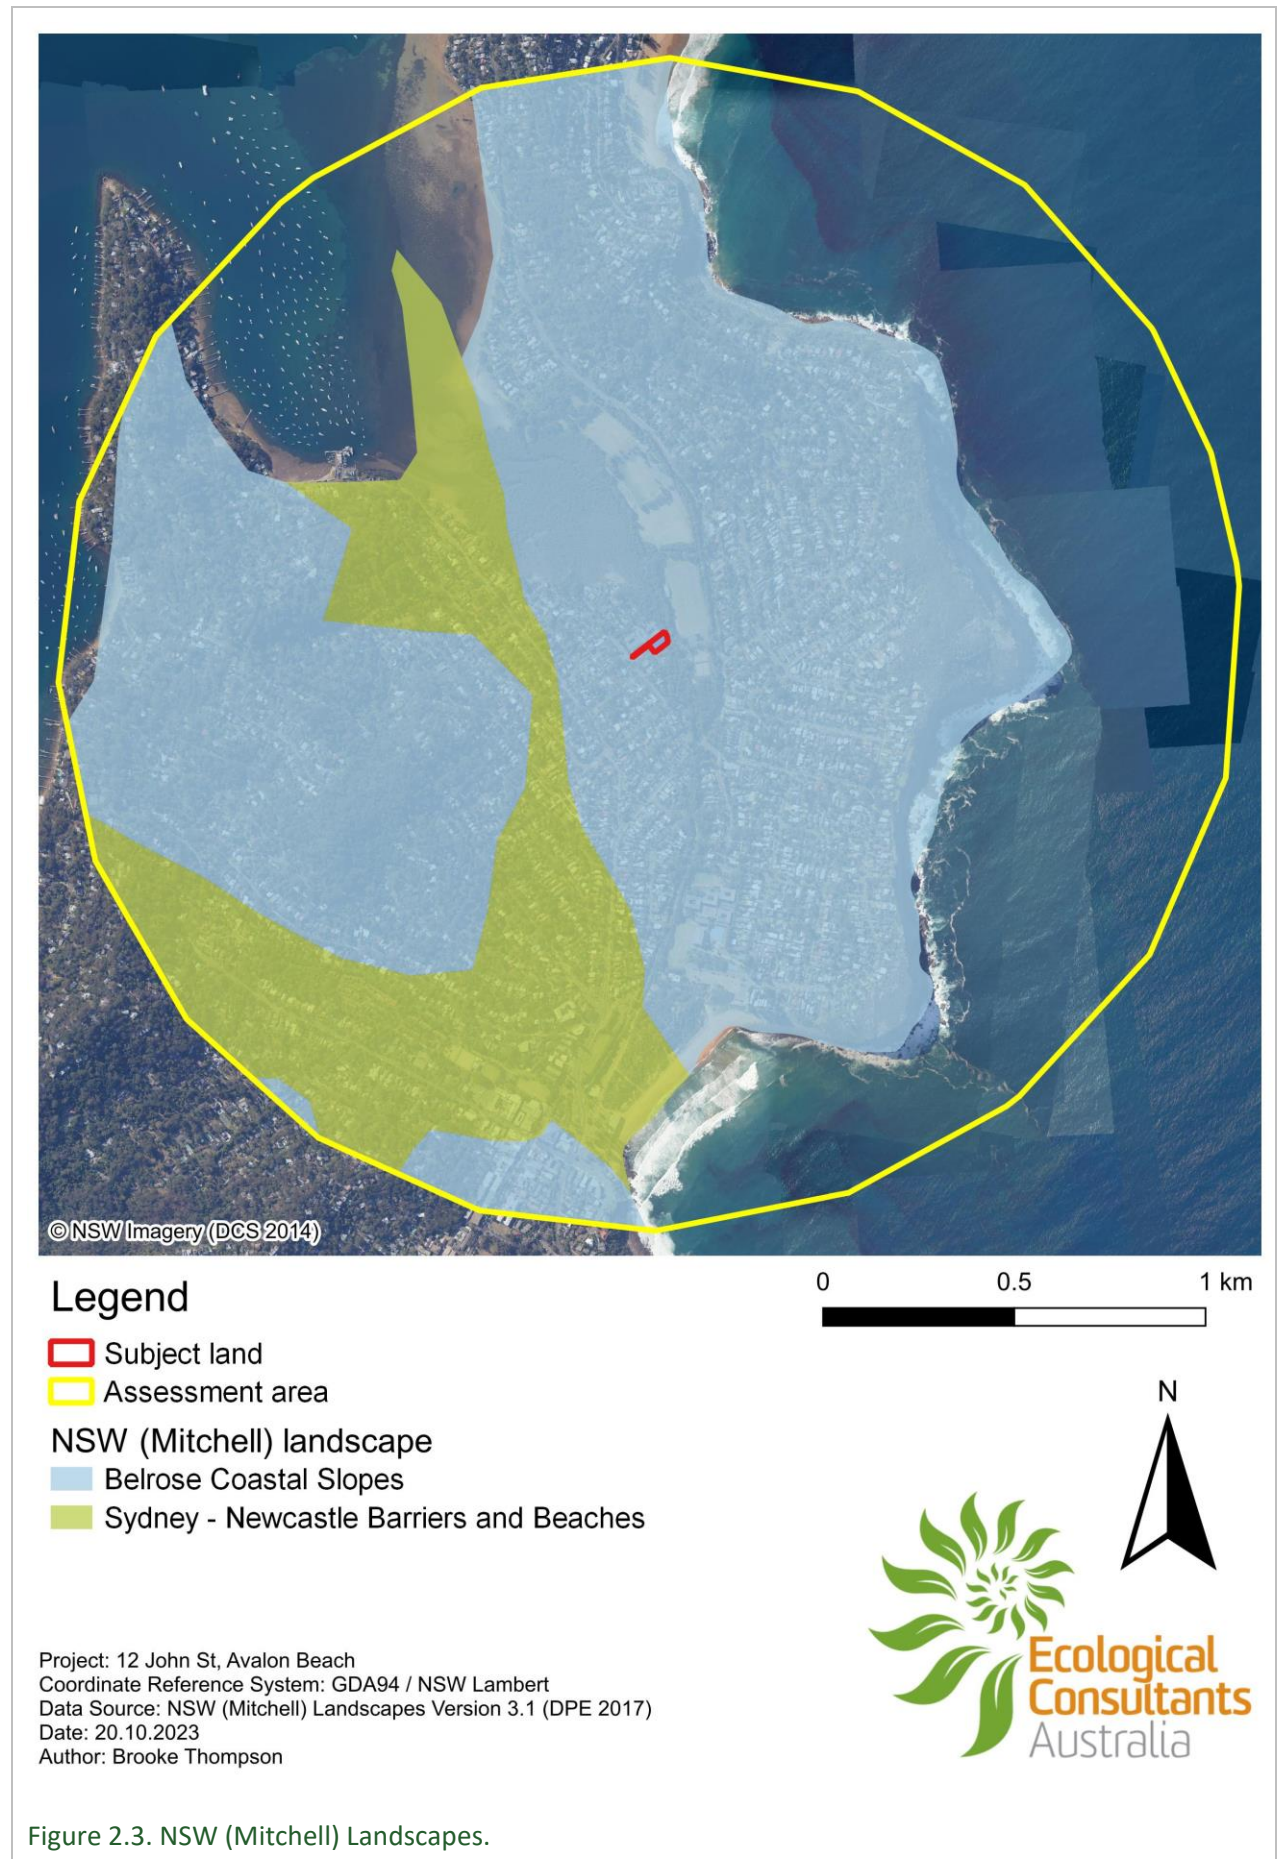 © NSW Imagery (DCS 2014)
Legend
0 0.5 1 km
Subject land
Assessment area
N
NSW (Mitchell) landscape
Belrose Coastal Slopes
Sydney - Newcastle Barriers and Beaches
Project: 12 John St, Avalon Beach
Coordinate Reference System: GDA94 / NSW Lambert
Data Source: NSW (Mitchell) Landscapes Version 3.1 (DPE 2017)
Date: 20.10.2023
Author: Brooke Thompson
Ecological
Consultants
Australia
Figure 2.3. NSW (Mitchell) Landscapes.